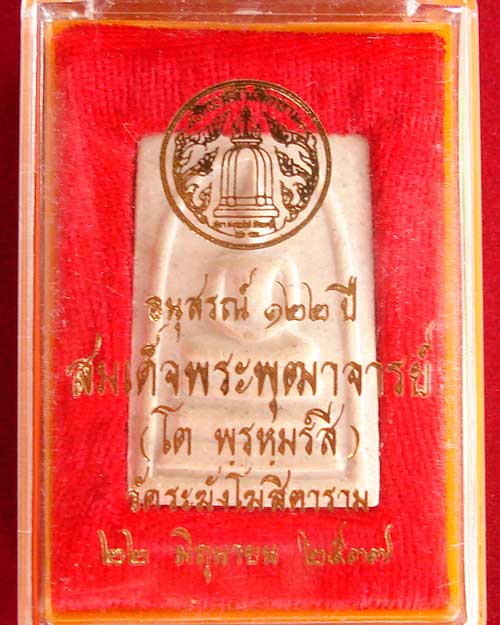 อนุสรณ์ ๑๒๒ ปี
สมเด็จพระพุฒาจารย์
(โต พฺรหฺมรํสี)
วัดระฆังโฆสิตาราม
๒๒ มิถุนายน ๒๕๓๗